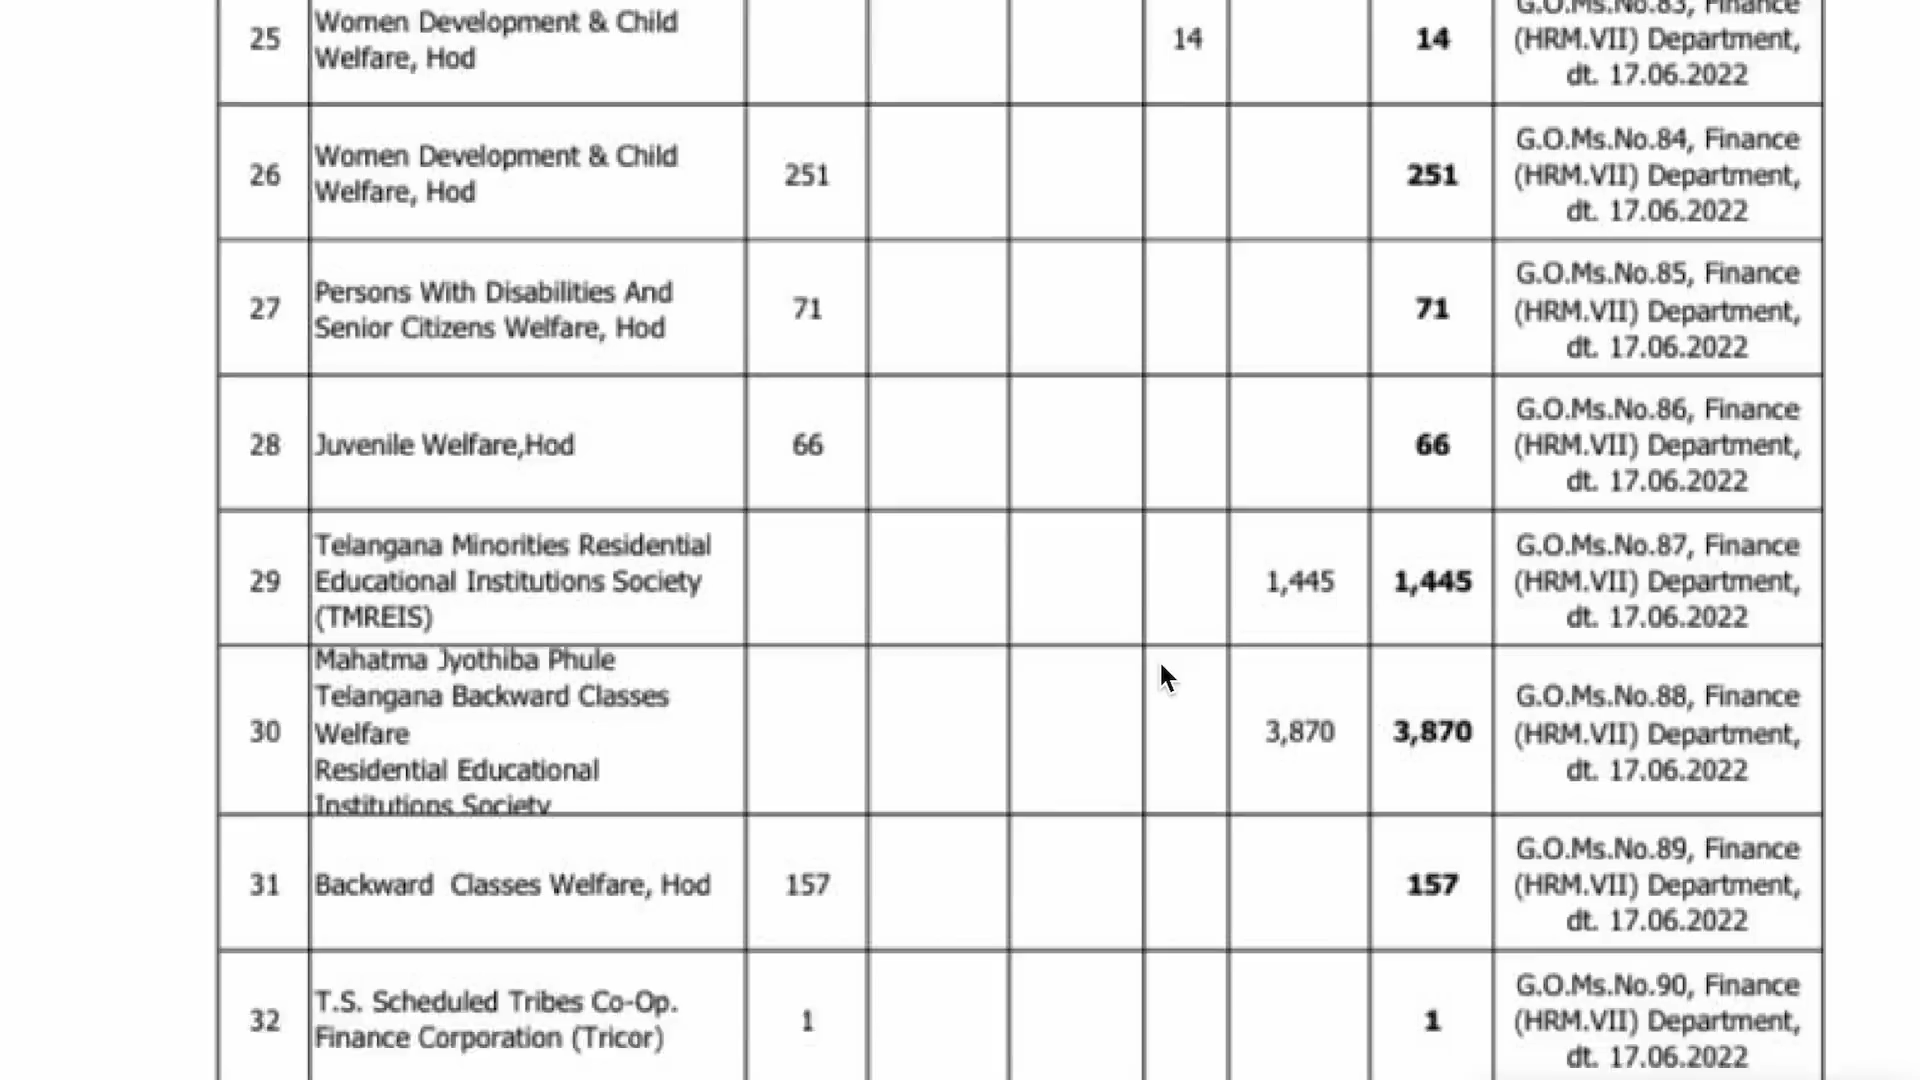 25 Women Development & Child Welfare, Hod 14 14 G.O.Ms.No.83, Finance (HRM.VII) Department, dt. 17.06.2022
26 Women Development & Child Welfare, Hod 251 251 G.O.Ms.No.84, Finance (HRM.VII) Department, dt. 17.06.2022
27 Persons With Disabilities And Senior Citizens Welfare, Hod 71 71 G.O.Ms.No.85, Finance (HRM.VII) Department, dt. 17.06.2022
28 Juvenile Welfare,Hod 66 66 G.O.Ms.No.86, Finance (HRM.VII) Department, dt. 17.06.2022
29 Telangana Minorities Residential Educational Institutions Society (TMREIS) 1,445 1,445 G.O.Ms.No.87, Finance (HRM.VII) Department, dt. 17.06.2022
30 Mahatma Jyothiba Phule Telangana Backward Classes Welfare Residential Educational Institutions Society 3,870 3,870 G.O.Ms.No.88, Finance (HRM.VII) Department, dt. 17.06.2022
31 Backward Classes Welfare, Hod 157 157 G.O.Ms.No.89, Finance (HRM.VII) Department, dt. 17.06.2022
32 T.S. Scheduled Tribes Co-Op. Finance Corporation (Tricor) 1 1 G.O.Ms.No.90, Finance (HRM.VII) Department, dt. 17.06.2022